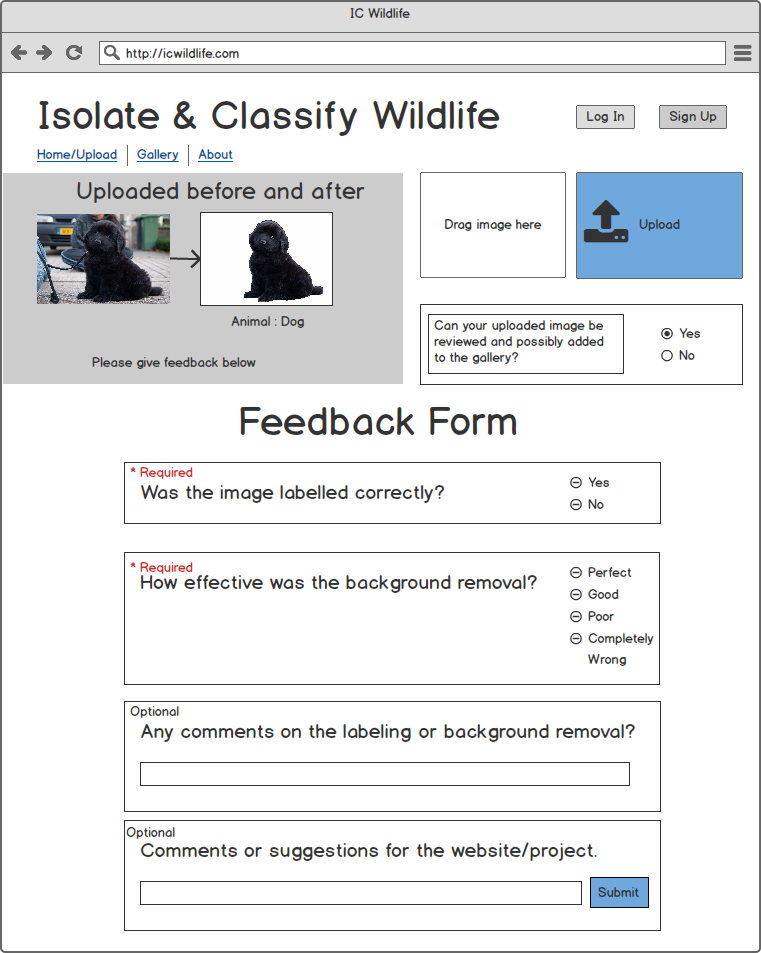 IC Wildlife
http://icwildlife.com
Isolate & Classify Wildlife
Log In
Sign Up
Home/Upload
Gallery
About
Uploaded before and after
Animal : Dog
Please give feedback below
Drag image here
Upload
Can your uploaded image be
reviewed and possibly added
to the gallery?
Yes
No
Feedback Form
* Required
Was the image labelled correctly?
Yes
No
* Required
How effective was the background removal?
Perfect
Good
Poor
Completely
Wrong
Optional
Any comments on the labeling or background removal?
Optional
Comments or suggestions for the website/project.
Submit